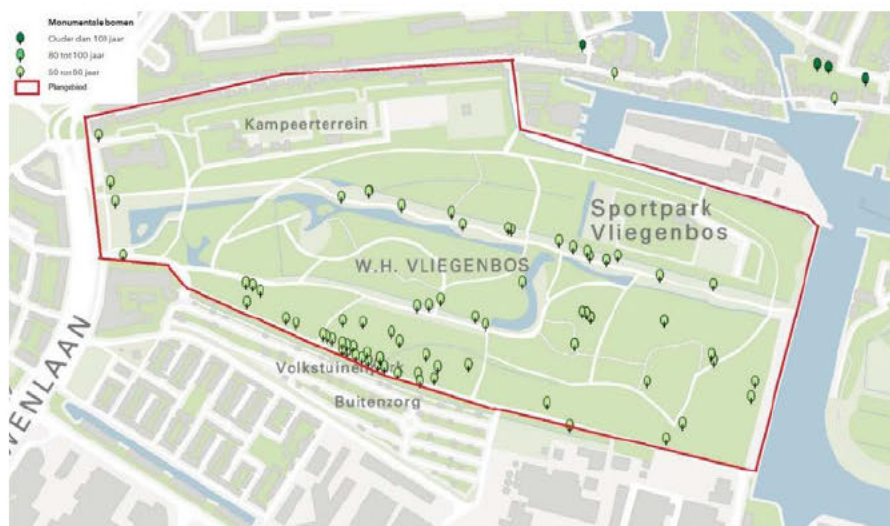 Monumentale bomen
Ouder dan 100 jaar
80 tot 100 jaar
50 tot 80 jaar
Plangebied
Kampeerterrein
Sportpark
Vliegenbos
W.H. VLIEGENBOS
Volkstuinenpark
Buitenzorg
WENLAAN